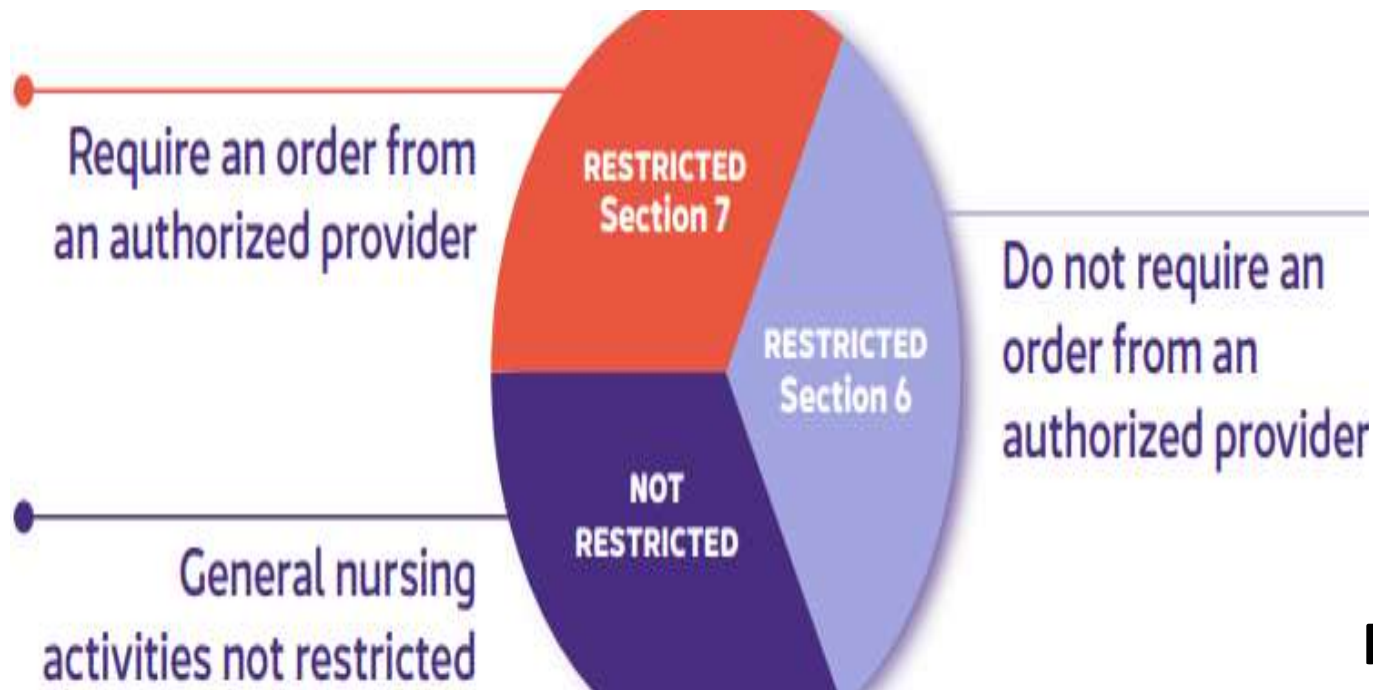 Require an order from
an authorized provider
RESTRICTED
Section 7
RESTRICTED
Section 6
Do not require an
order from an
authorized provider
NOT
RESTRICTED
General nursing
activities not restricted